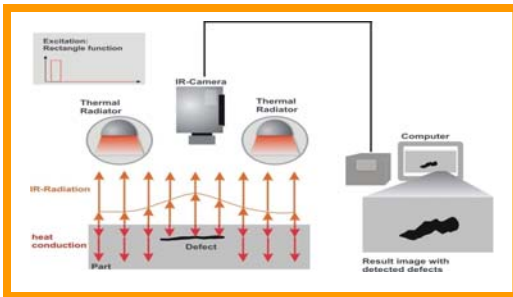 Excitation:
Rectangle function
IR-Camera
Thermal
Radiator
Thermal
Radiator
Computer
IR-Radiation
heat
conduction
Defect
Part
Result image with
detected defects